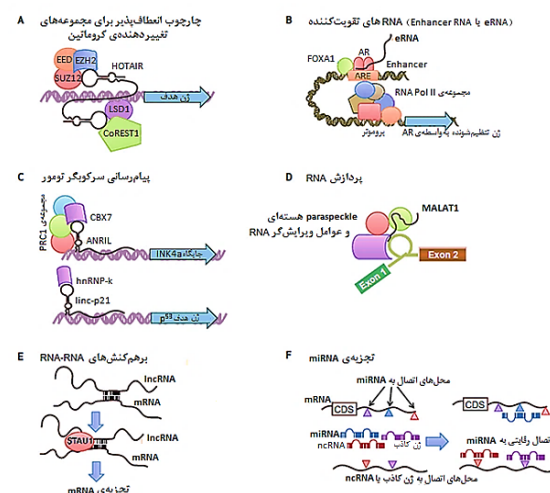 A
چارچوب انعطاف‌پذیر برای مجموعه‌های
تغییردهنده‌ی کروماتین
EED
EZH2
SUZ12
HOTAIR
ژن هدف
LSD1
CoREST1
B
RNA های تقویت‌کننده (eRNA یا Enhancer RNA)
eRNA
FOXA1
AR
ARE
Enhancer
مجموعه‌ی RNA Pol II
پروموتر
ژن تنظیم‌شونده به واسطه‌ی AR
C
پیام‌رسانی سرکوبگر تومور
مجموعه‌ی PRC1
CBX7
ANRIL
جایگاه INK4a
hnRNP-k
linc-p21
ژن هدف p53
D
پردازش RNA
MALAT1
paraspeckle هسته‌ای
و عوامل ویرایش‌گر RNA
Exon 1
Exon 2
E
برهم‌کنش‌های RNA-RNA
lncRNA
mRNA
STAU1
lncRNA
mRNA
تجزیه‌ی mRNA
F
تجزیه‌ی miRNA
محل‌های اتصال به miRNA
mRNA
CDS
CDS
miRNA
ncRNA
ژن کاذب
اتصال رقابتی به miRNA
محل‌های اتصال به ژن کاذب یا ncRNA